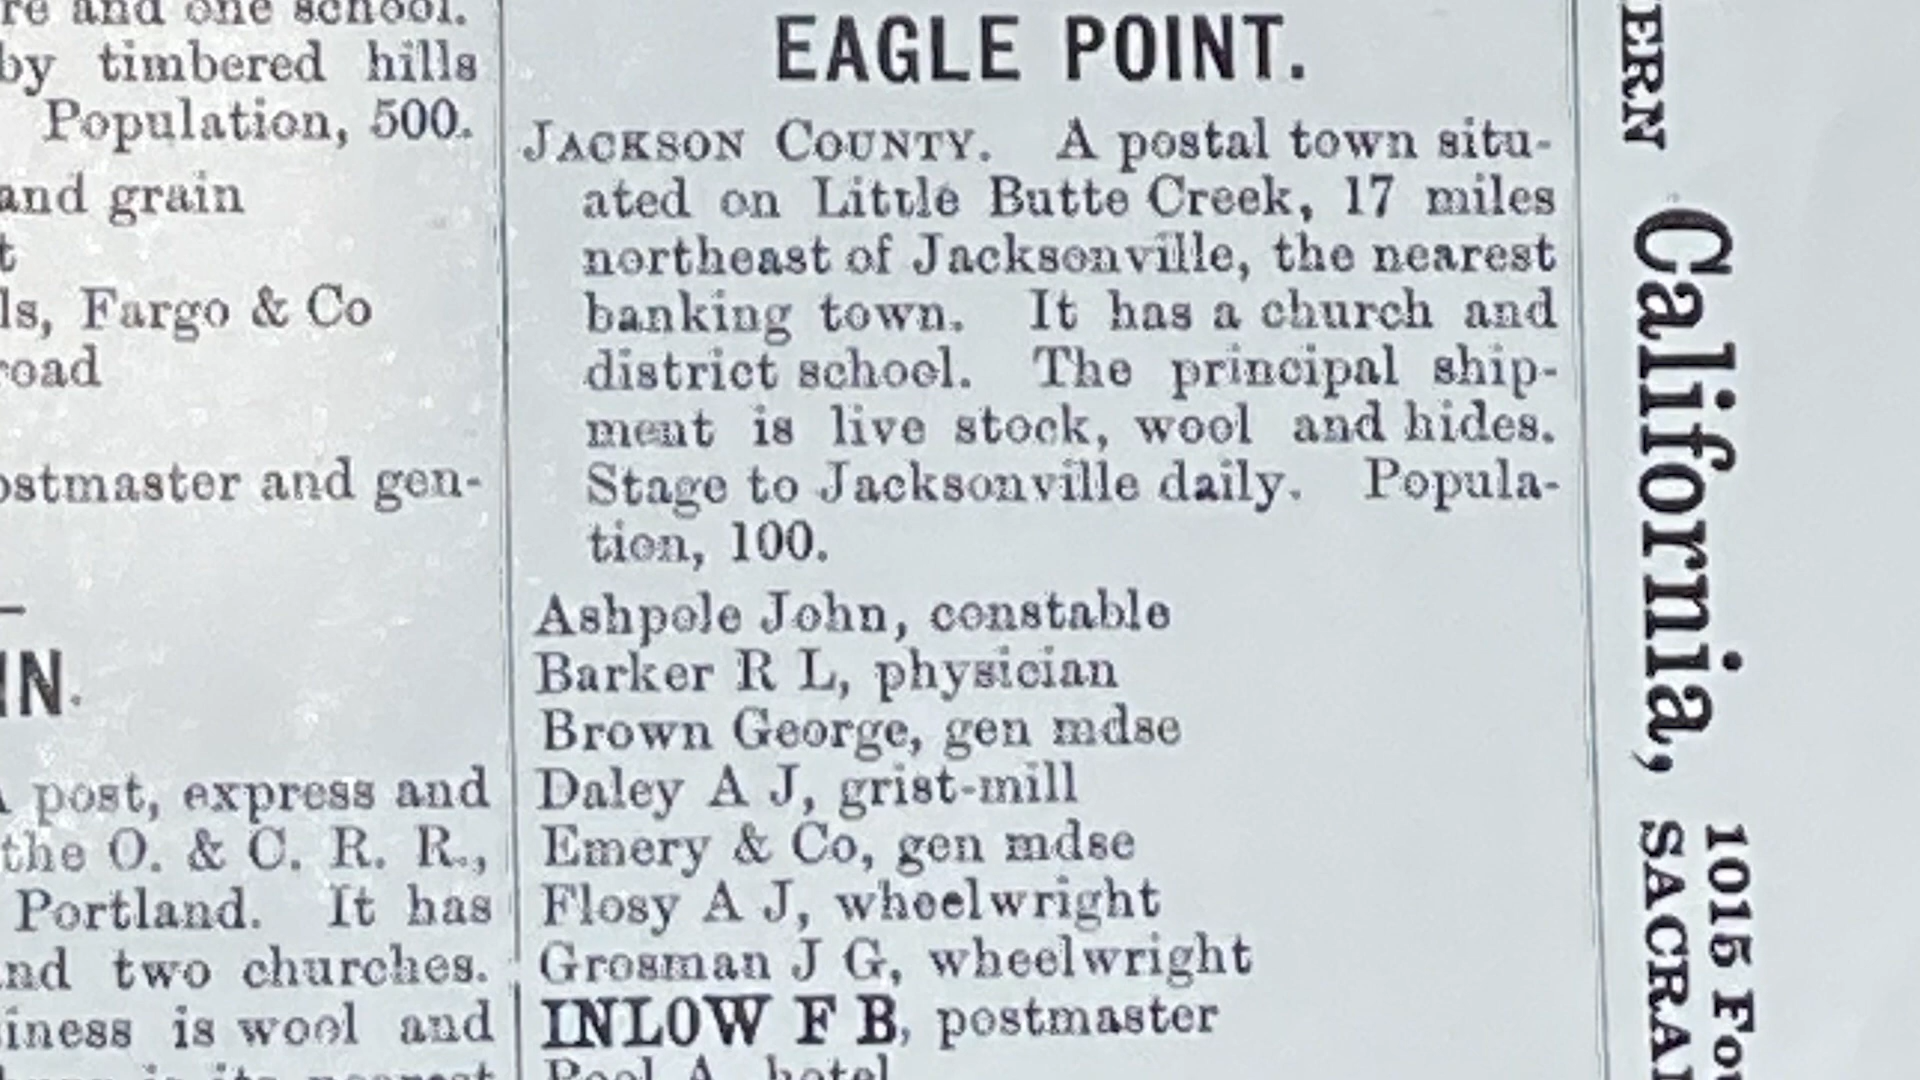 re and one school.
by timbered hills
Population, 500.
and grain
ls, Fargo & Co
road
ostmaster and gen-
IN.
A post, express and
the O. & C. R. R.,
Portland. It has
and two churches.
iness is wool and
EAGLE POINT.
JACKSON COUNTY. A postal town situ-
ated on Little Butte Creek, 17 miles
northeast of Jacksonville, the nearest
banking town. It has a church and
district school. The principal ship-
ment is live stock, wool and hides.
Stage to Jacksonville daily. Popula-
tion, 100.
Ashpole John, constable
Barker R L, physician
Brown George, gen mdse
Daley A J, grist-mill
Emery & Co, gen mdse
Flosy A J, wheelwright
Grosman J G, wheelwright
INLOW F B, postmaster
Pool A, hotel
ERN California,
1015 Fou
SACRA